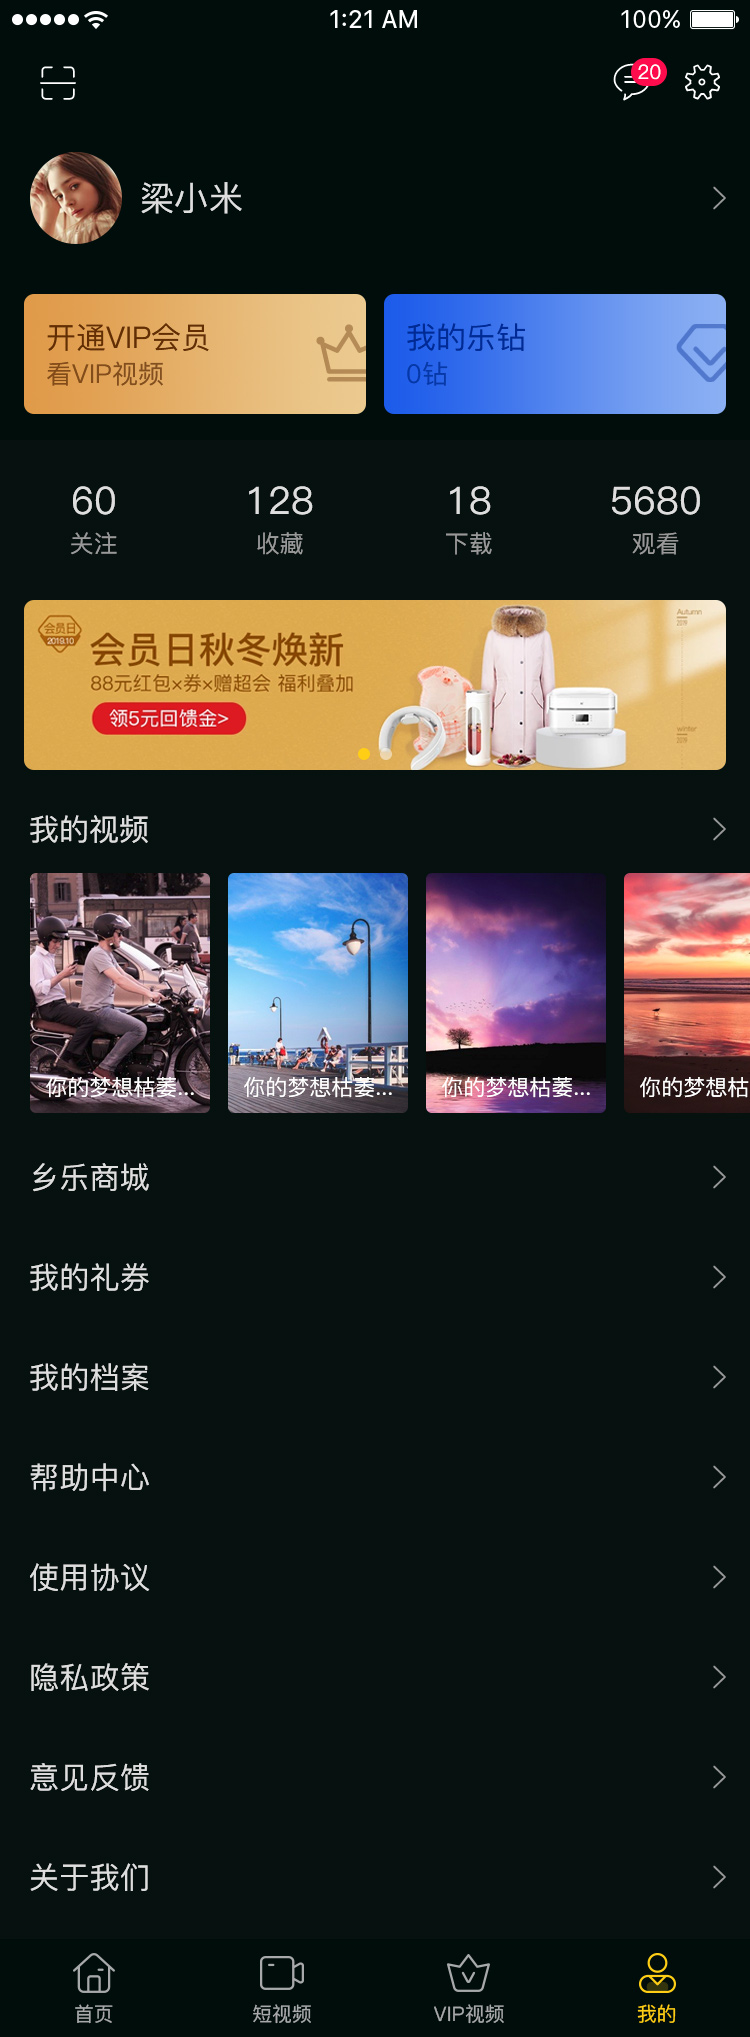 1:21 AM
100%
20
梁小米
开通VIP会员
看VIP视频
我的乐钻
0钻
60
关注
128
收藏
18
下载
5680
观看
会员日
2019.10
会员日秋冬焕新
88元红包×券×赠超会 福利叠加
领5元回馈金>
Autumn
2019
winter
2019
我的视频
你的梦想枯萎...
你的梦想枯萎...
你的梦想枯萎...
你的梦想枯
乡乐商城
我的礼券
我的档案
帮助中心
使用协议
隐私政策
意见反馈
关于我们
首页
短视频
VIP视频
我的